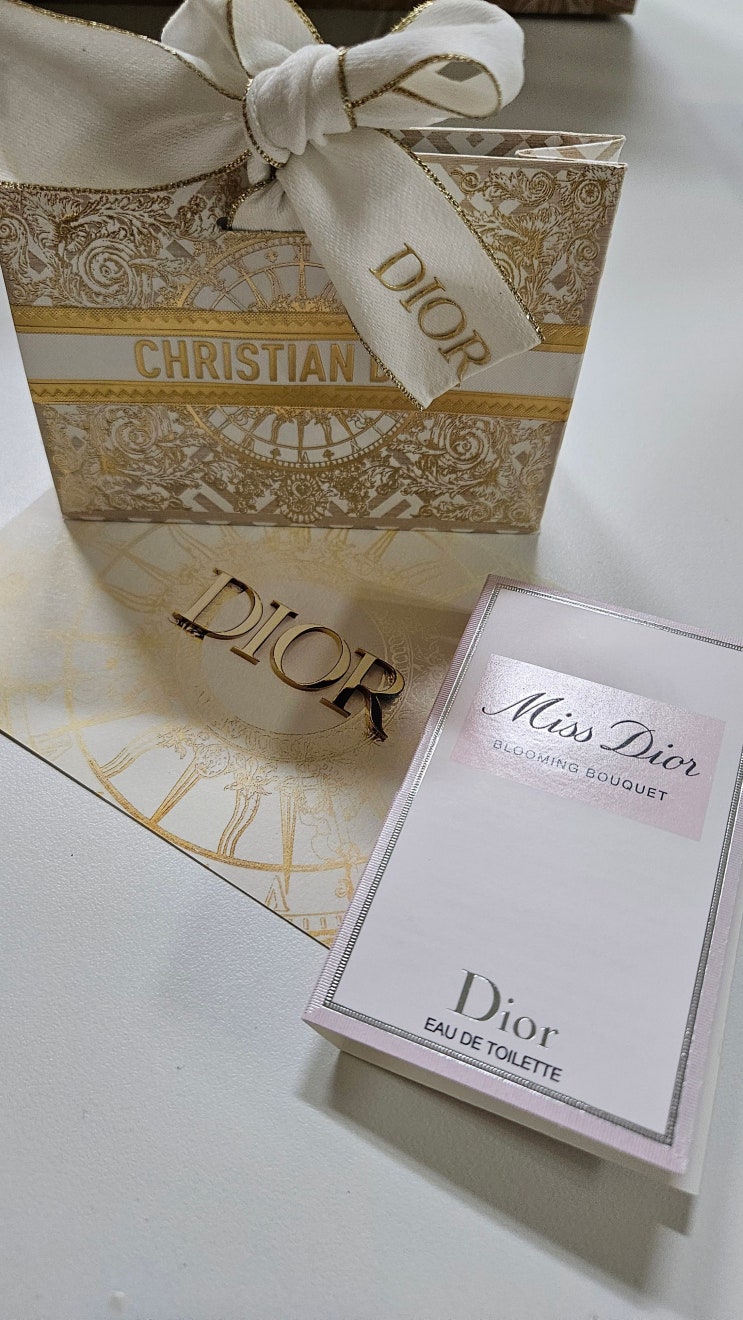 DIOR
CHRISTIAN D
DIOR
Miss Dior
BLOOMING BOUQUET
Dior
EAU DE TOILETTE